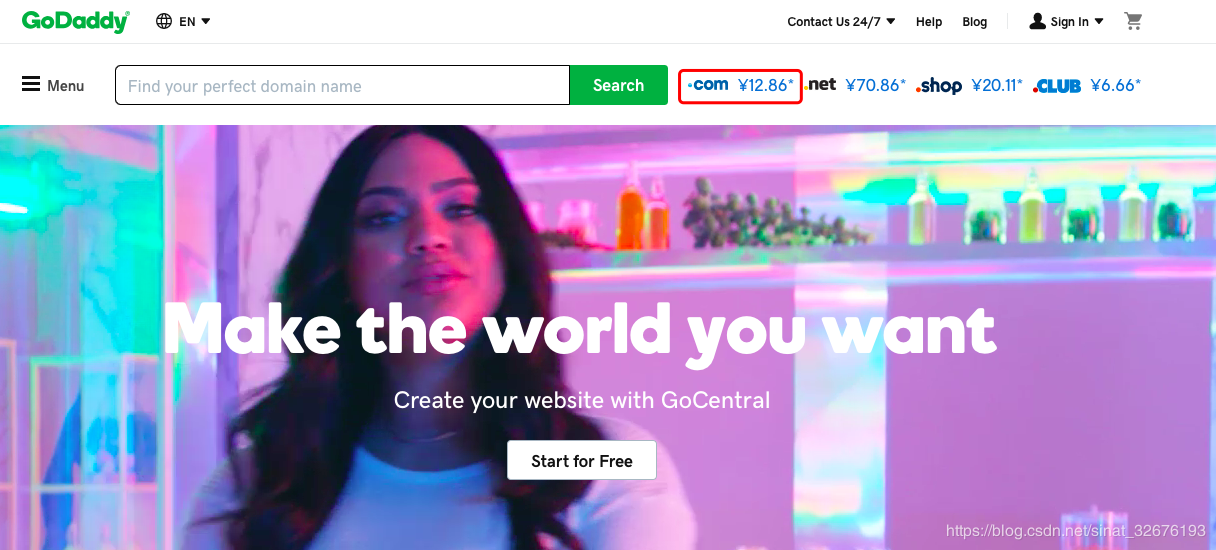 GoDaddy® EN Contact Us 24/7 Help Blog Sign In
Menu Find your perfect domain name Search .com ¥12.86* .net ¥70.86* .shop ¥20.11* .CLUB ¥6.66*
Make the world you want
Create your website with GoCentral
Start for Free
https://blog.csdn.net/sinat_32676193